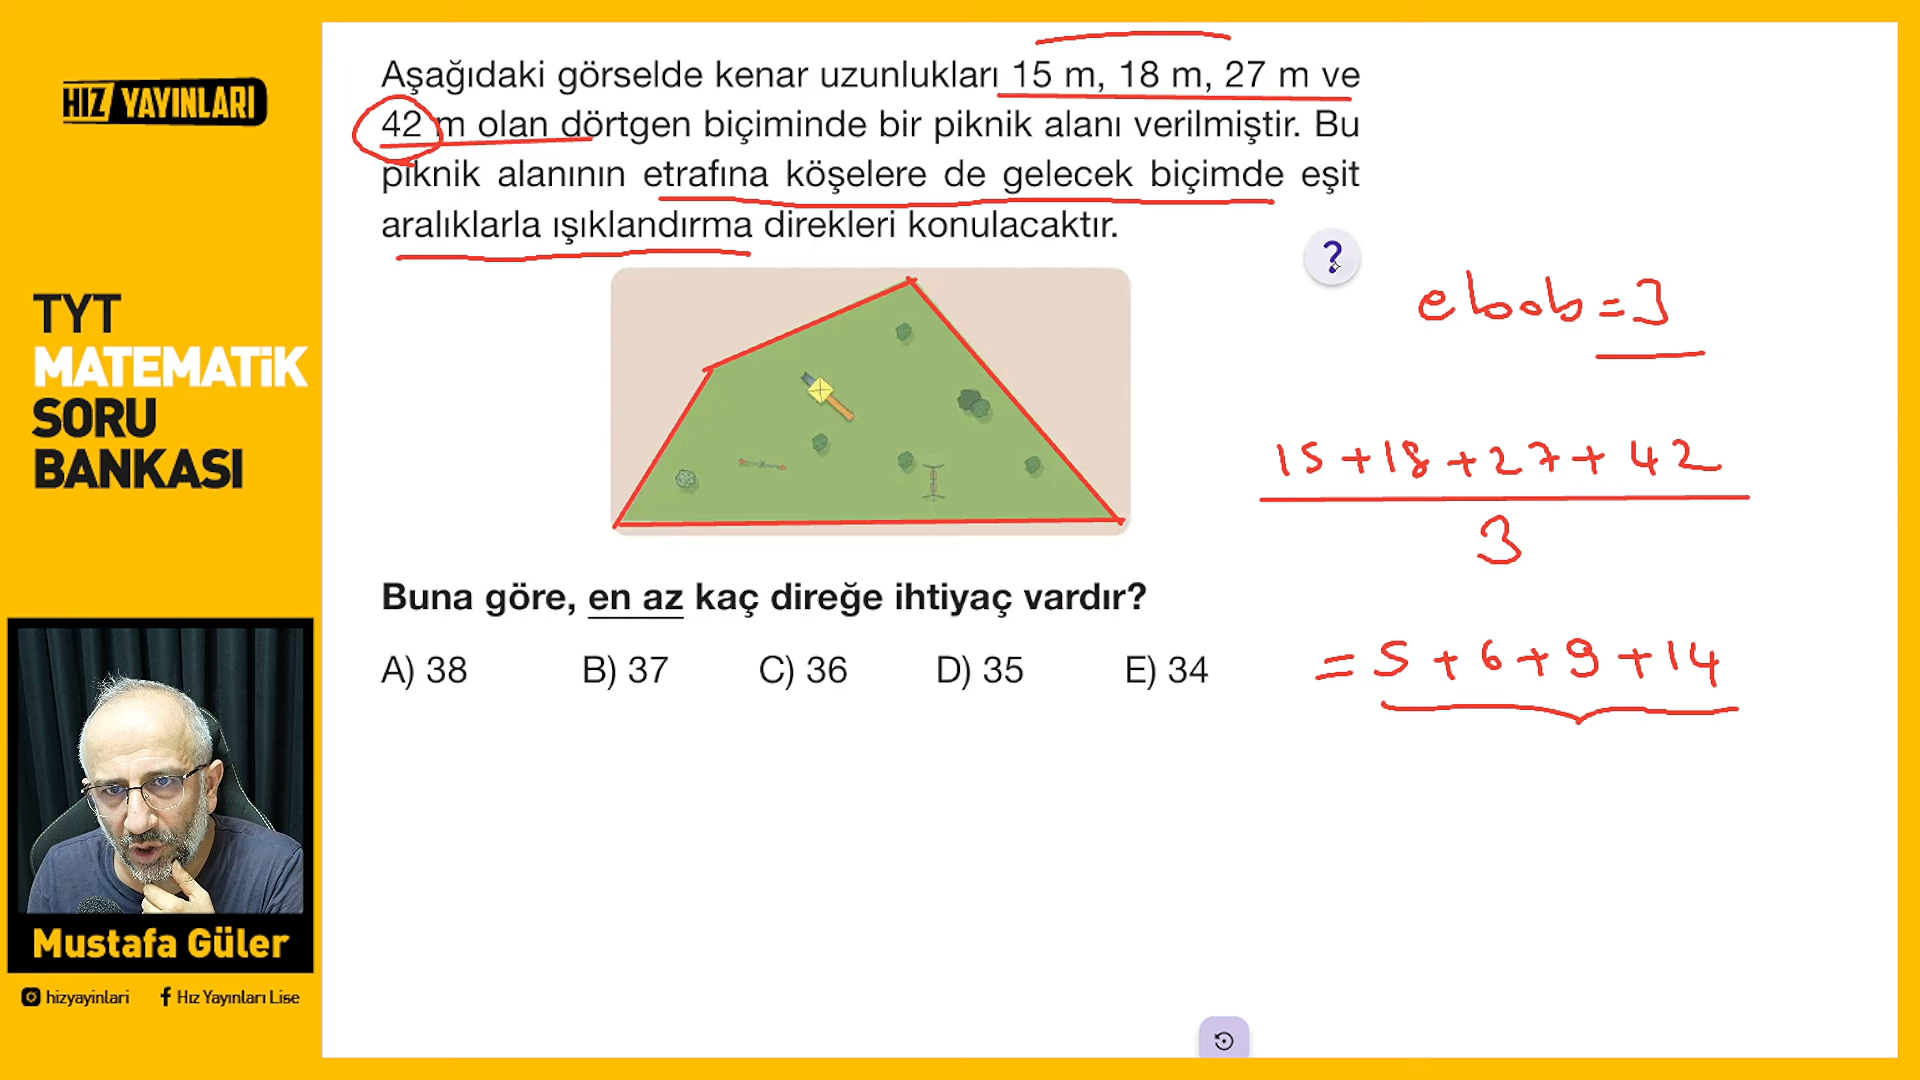 HIZ YAYINLARI
TYT
MATEMATİK
SORU
BANKASI
Mustafa Güler
hizyayinlari
Hız Yayınları Lise
Aşağıdaki görselde kenar uzunlukları 15 m, 18 m, 27 m ve
42 m olan dörtgen biçiminde bir piknik alanı verilmiştir. Bu
piknik alanının etrafına köşelere de gelecek biçimde eşit
aralıklarla ışıklandırma direkleri konulacaktır.
?
ebob = 3
15 + 18 + 27 + 42
3
= 5 + 6 + 9 + 14
Buna göre, en az kaç direğe ihtiyaç vardır?
A) 38 B) 37 C) 36 D) 35 E) 34